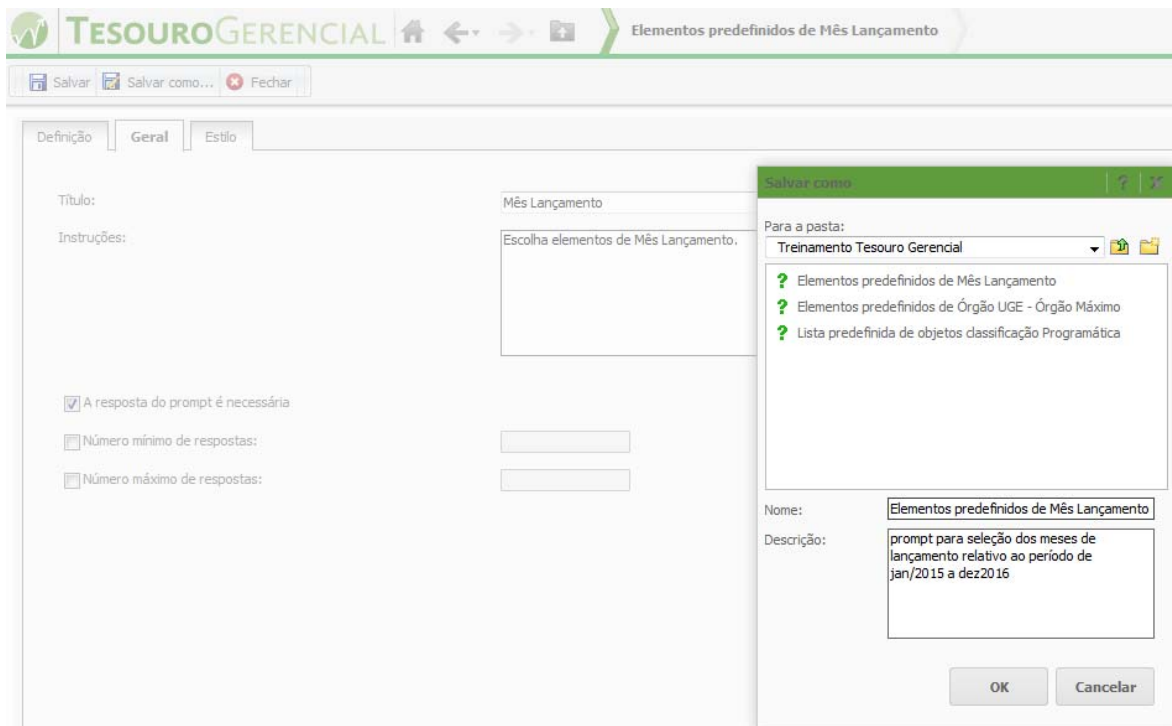 TESOUROGERENCIAL
Elementos predefinidos de Mês Lançamento
Salvar Salvar como... Fechar
Definição Geral Estilo
Título: Mês Lançamento
Instruções: Escolha elementos de Mês Lançamento.
A resposta do prompt é necessária
Número mínimo de respostas:
Número máximo de respostas:
Salvar como ?
Para a pasta:
Treinamento Tesouro Gerencial
? Elementos predefinidos de Mês Lançamento
? Elementos predefinidos de Órgão UGE - Órgão Máximo
? Lista predefinida de objetos classificação Programática
Nome: Elementos predefinidos de Mês Lançamento
Descrição: prompt para seleção dos meses de
lançamento relativo ao período de
jan/2015 a dez2016
OK Cancelar